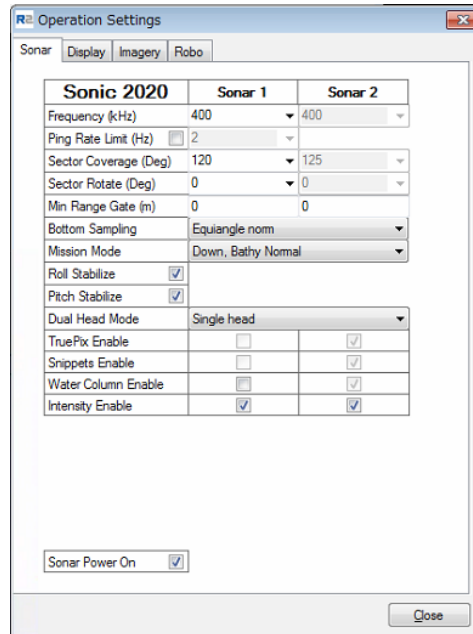 R2 Operation Settings
Sonar Display Imagery Robo
Sonic 2020 Sonar 1 Sonar 2
Frequency (kHz) 400 400
Ping Rate Limit (Hz) 2
Sector Coverage (Deg) 120 125
Sector Rotate (Deg) 0 0
Min Range Gate (m) 0 0
Bottom Sampling Equiangle norm
Mission Mode Down, Bathy Normal
Roll Stabilize
Pitch Stabilize
Dual Head Mode Single head
TruePix Enable
Snippets Enable
Water Column Enable
Intensity Enable
Sonar Power On
Close